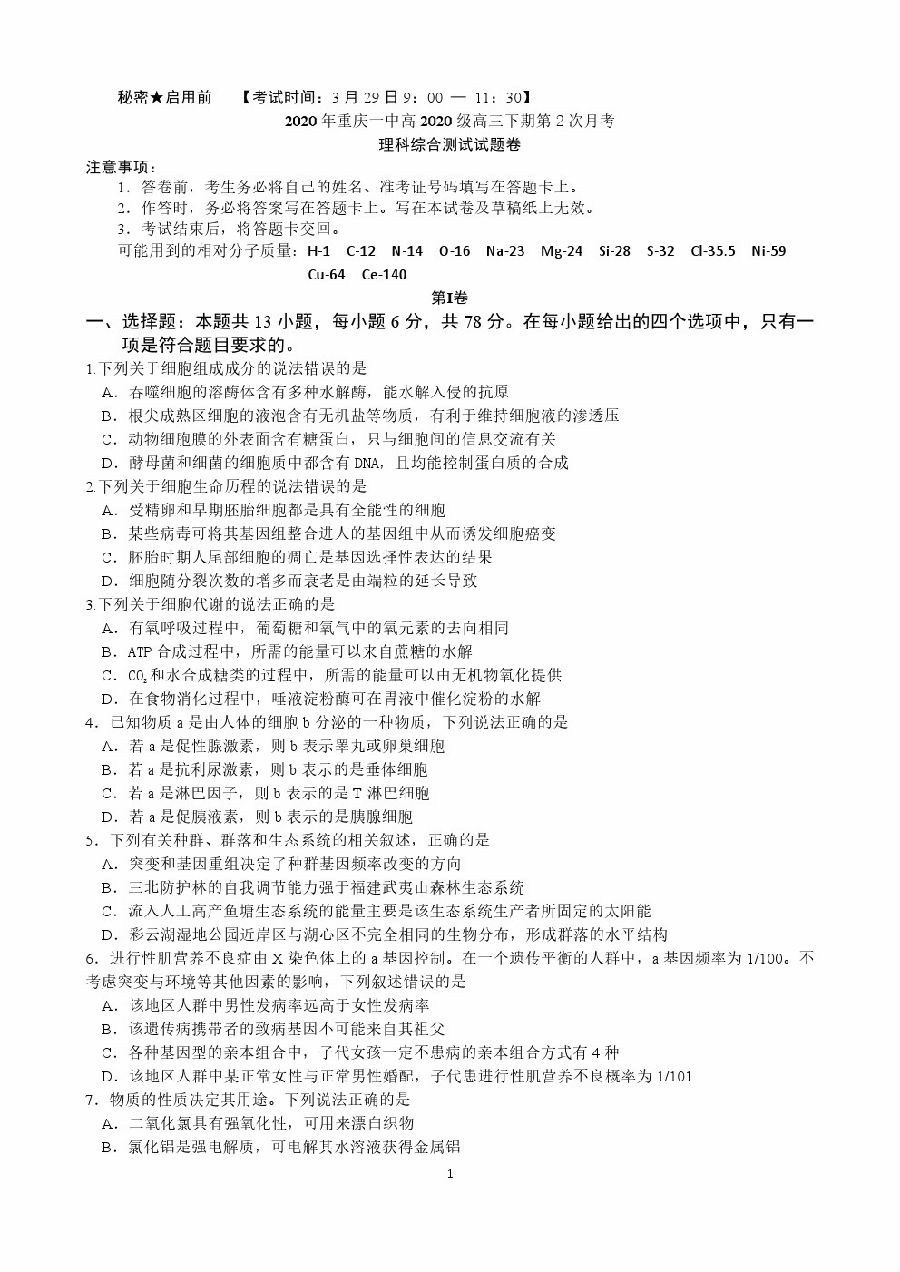 秘密★启用前 【考试时间：3月29日9：00 — 11：30】
2020年重庆一中高2020级高三下期第2次月考
理科综合测试试题卷
注意事项：
1．答卷前，考生务必将自己的姓名、准考证号码填写在答题卡上。
2．作答时，务必将答案写在答题卡上。写在本试卷及草稿纸上无效。
3．考试结束后，将答题卡交回。
可能用到的相对分子质量：H-1 C-12 N-14 O-16 Na-23 Mg-24 Si-28 S-32 Cl-35.5 Ni-59
Cu-64 Ce-140
第I卷
一、选择题：本题共13小题，每小题6分，共78分。在每小题给出的四个选项中，只有一
项是符合题目要求的。
1.下列关于细胞组成成分的说法错误的是
A．吞噬细胞的溶酶体含有多种水解酶，能水解入侵的抗原
B．根尖成熟区细胞的液泡含有无机盐等物质，有利于维持细胞液的渗透压
C．动物细胞膜的外表面含有糖蛋白，只与细胞间的信息交流有关
D．酵母菌和细菌的细胞质中都含有DNA，且均能控制蛋白质的合成
2.下列关于细胞生命历程的说法错误的是
A．受精卵和早期胚胎细胞都是具有全能性的细胞
B．某些病毒可将其基因组整合进人的基因组中从而诱发细胞癌变
C．胚胎时期人尾部细胞的凋亡是基因选择性表达的结果
D．细胞随分裂次数的增多而衰老是由端粒的延长导致
3.下列关于细胞代谢的说法正确的是
A．有氧呼吸过程中，葡萄糖和氧气中的氧元素的去向相同
B．ATP合成过程中，所需的能量可以来自蔗糖的水解
C．CO₂和水合成糖类的过程中，所需的能量可以由无机物氧化提供
D．在食物消化过程中，唾液淀粉酶可在胃液中催化淀粉的水解
4．已知物质a是由人体的细胞b分泌的一种物质，下列说法正确的是
A．若a是促性腺激素，则b表示睾丸或卵巢细胞
B．若a是抗利尿激素，则b表示的是垂体细胞
C．若a是淋巴因子，则b表示的是T淋巴细胞
D．若a是促胰液素，则b表示的是胰腺细胞
5．下列有关种群、群落和生态系统的相关叙述，正确的是
A．突变和基因重组决定了种群基因频率改变的方向
B．三北防护林的自我调节能力强于福建武夷山森林生态系统
C．流入人工高产鱼塘生态系统的能量主要是该生态系统生产者所固定的太阳能
D．彩云湖湿地公园近岸区与湖心区不完全相同的生物分布，形成群落的水平结构
6．进行性肌营养不良症由X染色体上的a基因控制。在一个遗传平衡的人群中，a基因频率为1/100。不
考虑突变与环境等其他因素的影响，下列叙述错误的是
A．该地区人群中男性发病率远高于女性发病率
B．该遗传病携带者的致病基因不可能来自其祖父
C．各种基因型的亲本组合中，子代女孩一定不患病的亲本组合方式有4种
D．该地区人群中某正常女性与正常男性婚配，子代患进行性肌营养不良概率为1/101
7．物质的性质决定其用途。下列说法正确的是
A．二氧化氯具有强氧化性，可用来漂白织物
B．氯化铝是强电解质，可电解其水溶液获得金属铝
1